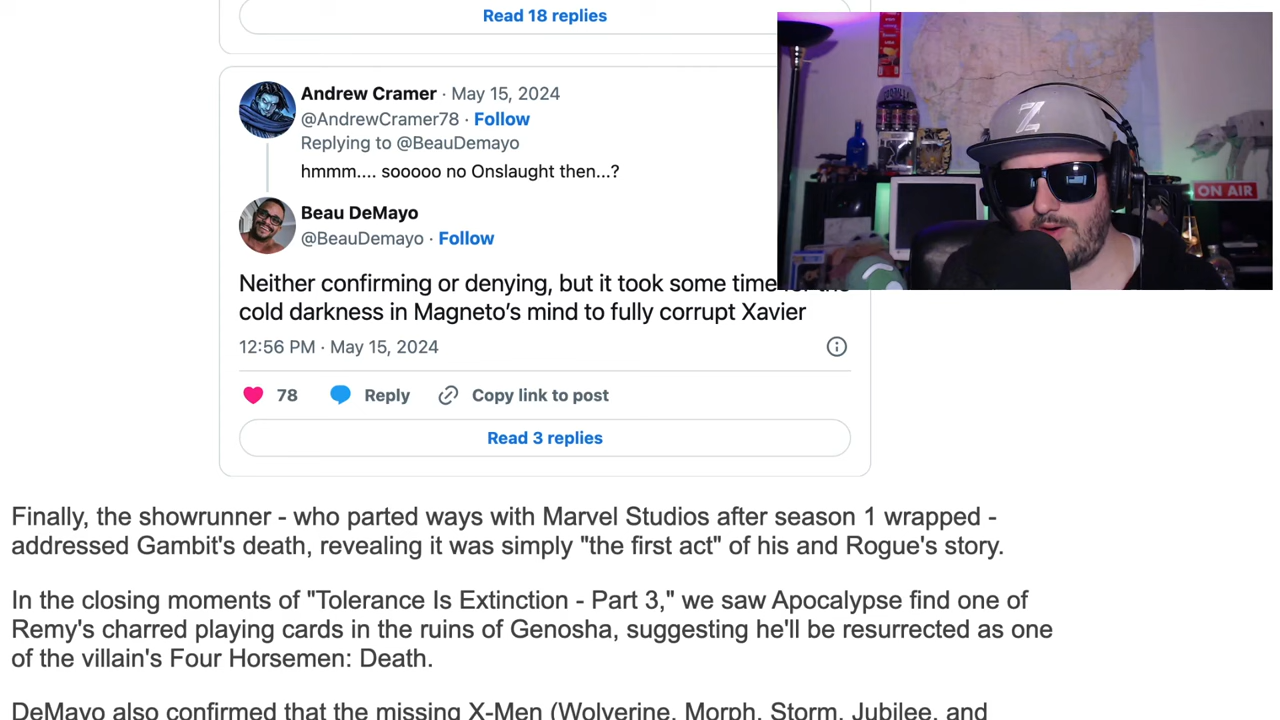 Read 18 replies
Andrew Cramer · May 15, 2024
@AndrewCramer78 · Follow
Replying to @BeauDemayo
hmmm.... sooooo no Onslaught then...?
Beau DeMayo
@BeauDemayo · Follow
Neither confirming or denying, but it took some time
cold darkness in Magneto's mind to fully corrupt Xavier
12:56 PM · May 15, 2024
78 Reply Copy link to post
Read 3 replies
Z
ON AIR
Finally, the showrunner - who parted ways with Marvel Studios after season 1 wrapped -
addressed Gambit's death, revealing it was simply "the first act" of his and Rogue's story.
In the closing moments of "Tolerance Is Extinction - Part 3," we saw Apocalypse find one of
Remy's charred playing cards in the ruins of Genosha, suggesting he'll be resurrected as one
of the villain's Four Horsemen: Death.
DeMayo also confirmed that the missing X-Men (Wolverine, Morph, Storm, Jubilee, and